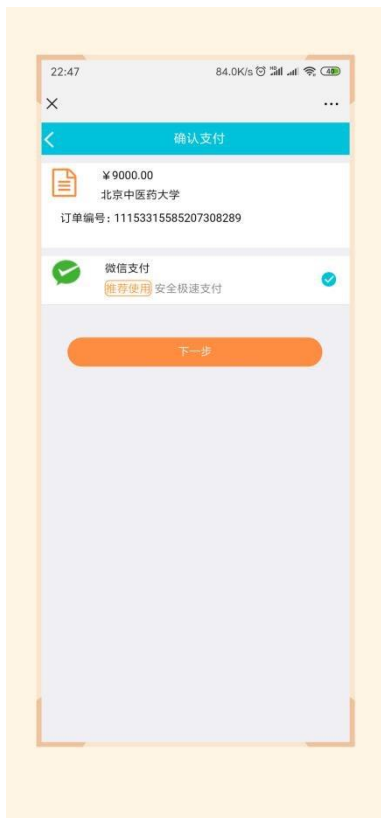 22:47
84.0K/s
确认支付
¥9000.00
北京中医药大学
订单编号：11153315585207308289
微信支付
推荐使用 安全极速支付
下一步